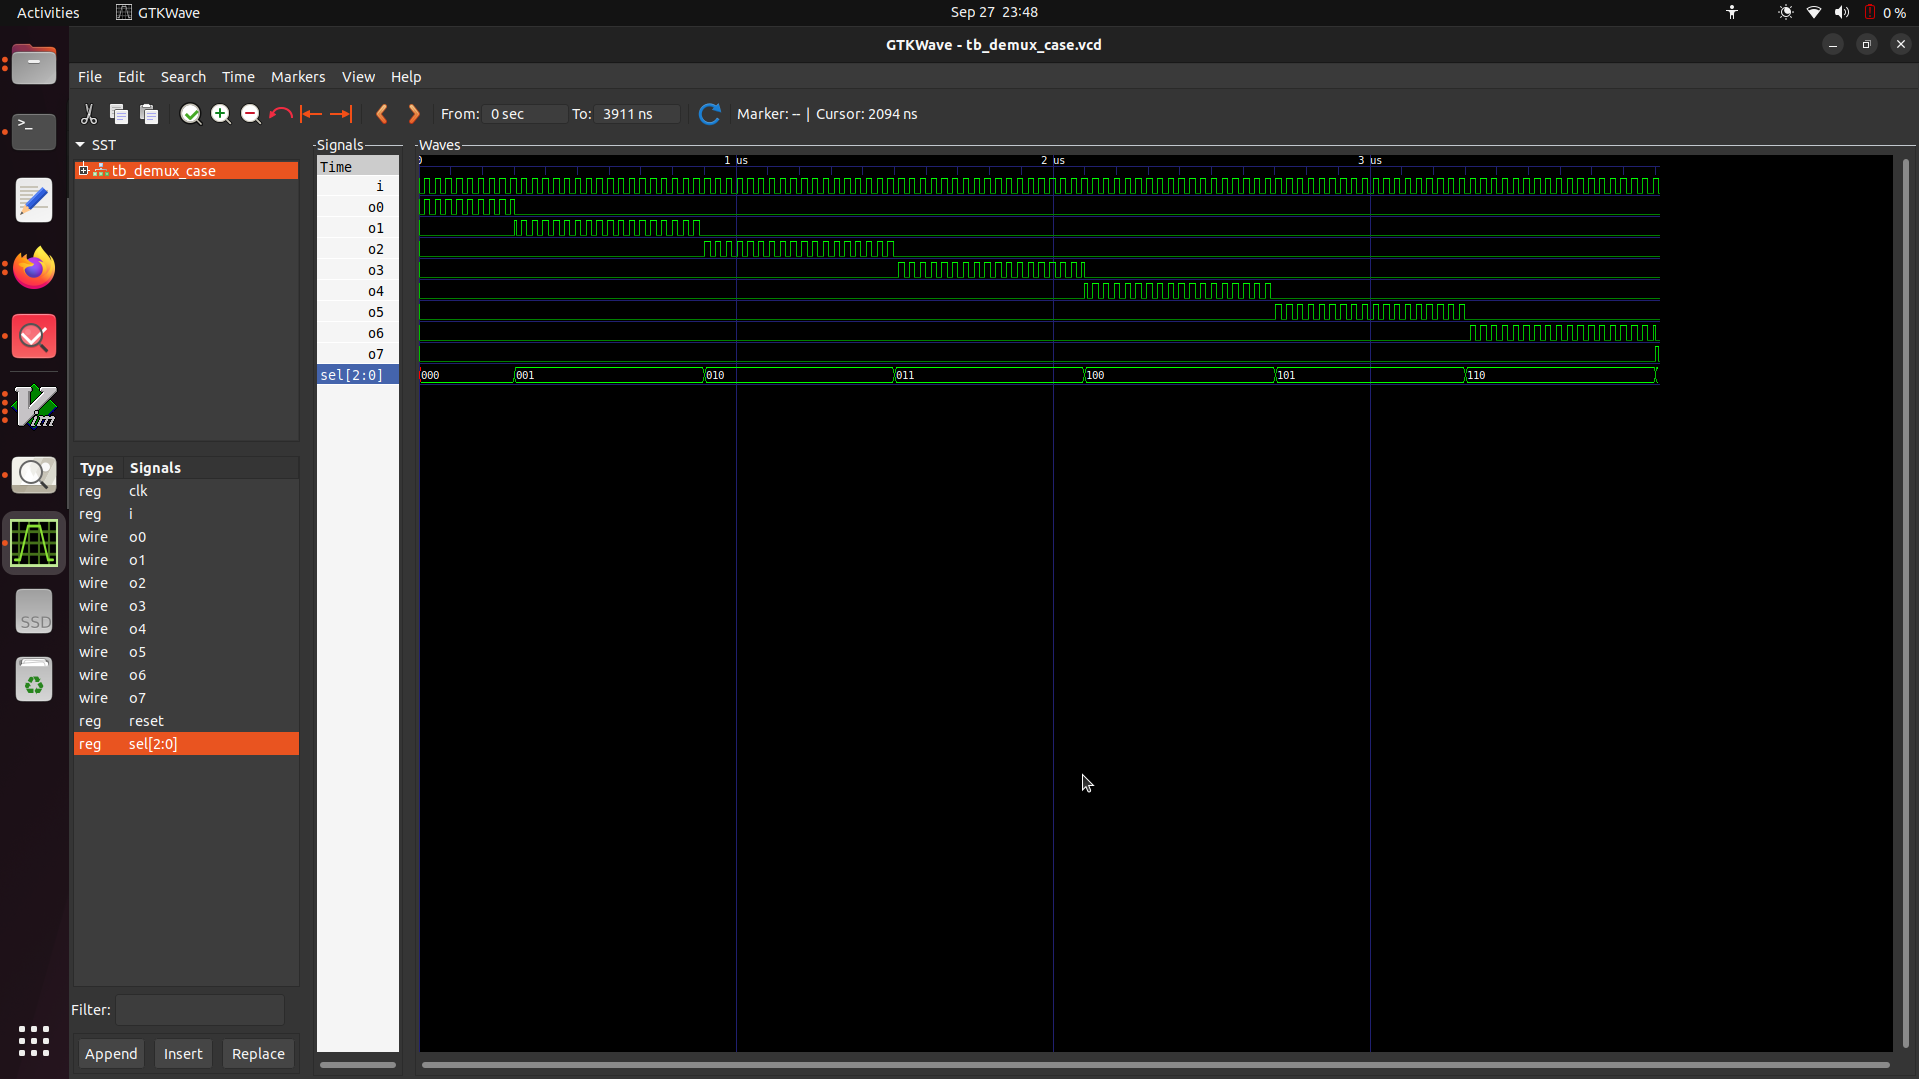 Activities GTKWave Sep 27 23:48 0 %
GTKWave - tb_demux_case.vcd
File Edit Search Time Markers View Help
From: 0 sec To: 3911 ns Marker: -- | Cursor: 2094 ns
SST
tb_demux_case
Type Signals
reg clk
reg i
wire o0
wire o1
wire o2
wire o3
wire o4
wire o5
wire o6
wire o7
reg reset
reg sel[2:0]
Filter:
Append Insert Replace
Signals
Time
i
o0
o1
o2
o3
o4
o5
o6
o7
sel[2:0]
Waves
0 1 us 2 us 3 us
000 001 010 011 100 101 110
>_
Vim
SSD